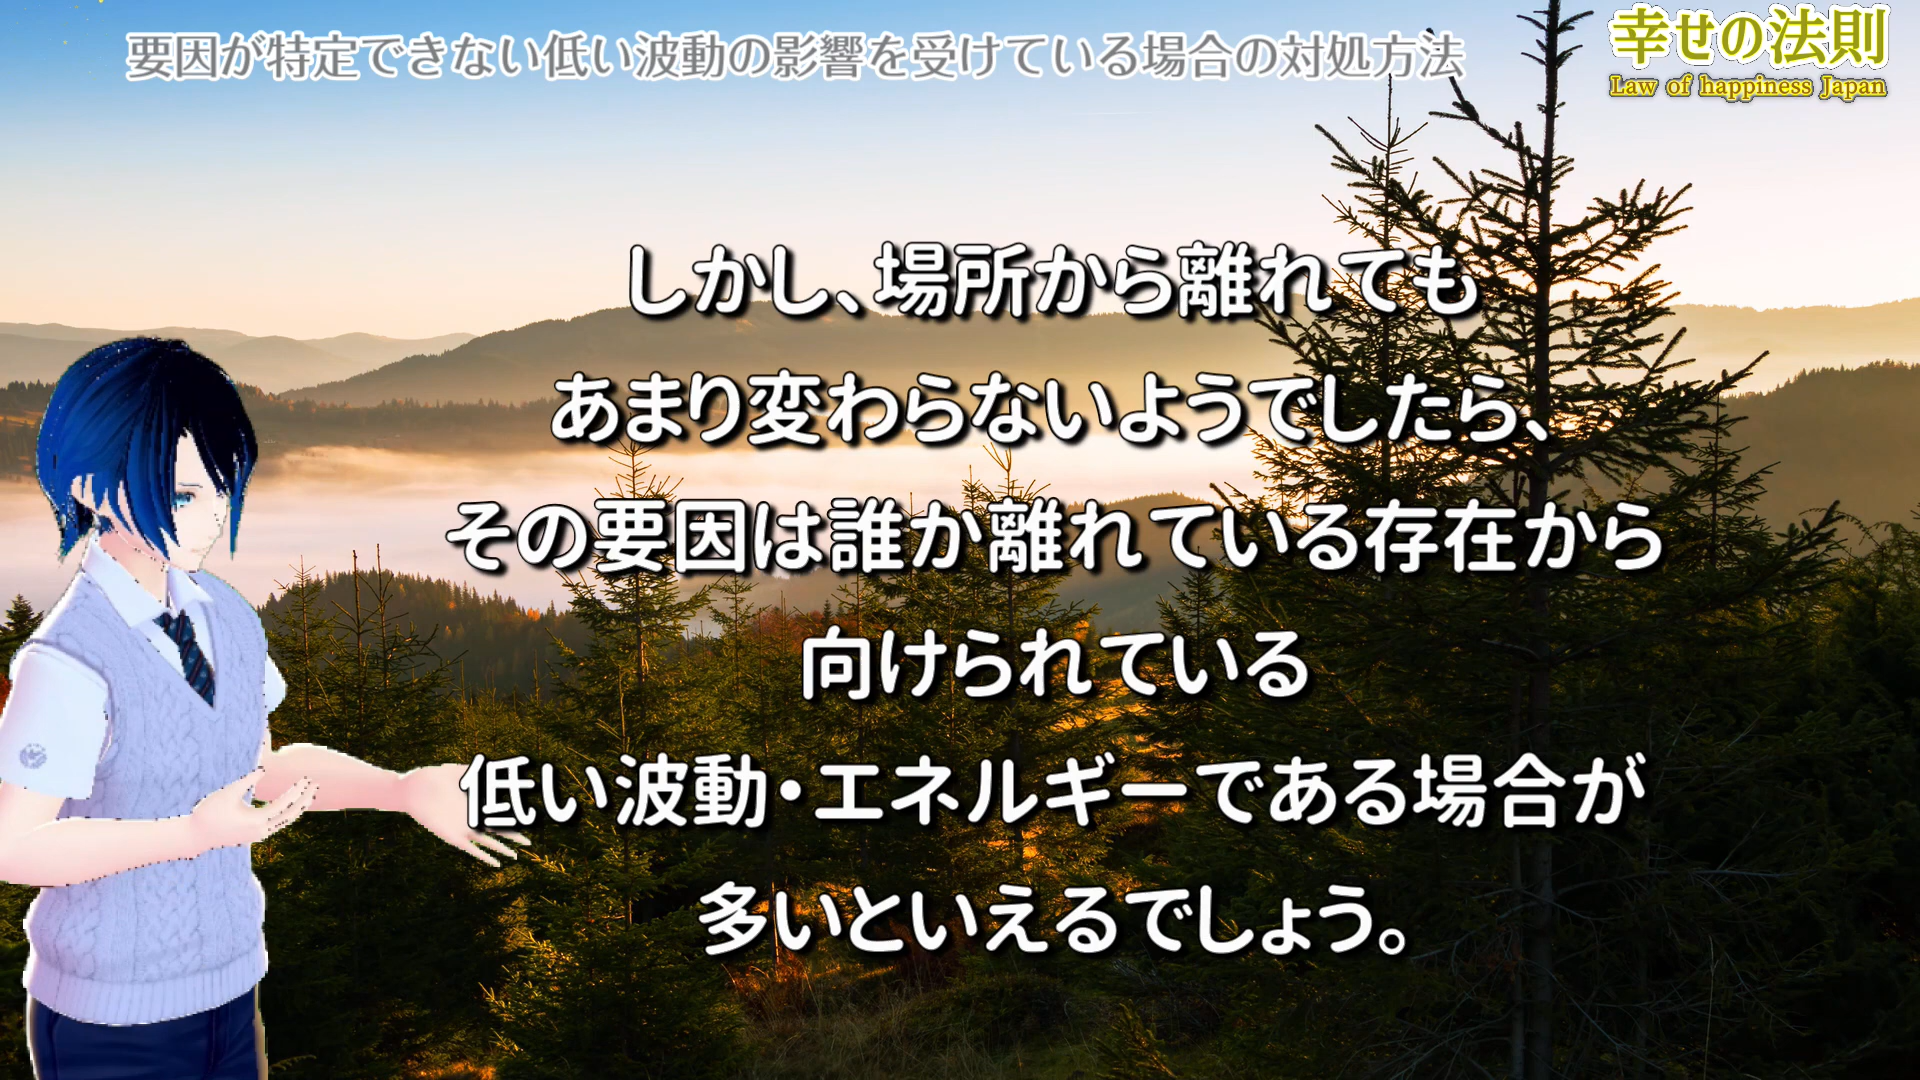 要因が特定できない低い波動の影響を受けている場合の対処方法
幸せの法則
Law of happiness Japan
しかし、場所から離れても
あまり変わらないようでしたら、
その要因は誰か離れている存在から
向けられている
低い波動・エネルギーである場合が
多いといえるでしょう。